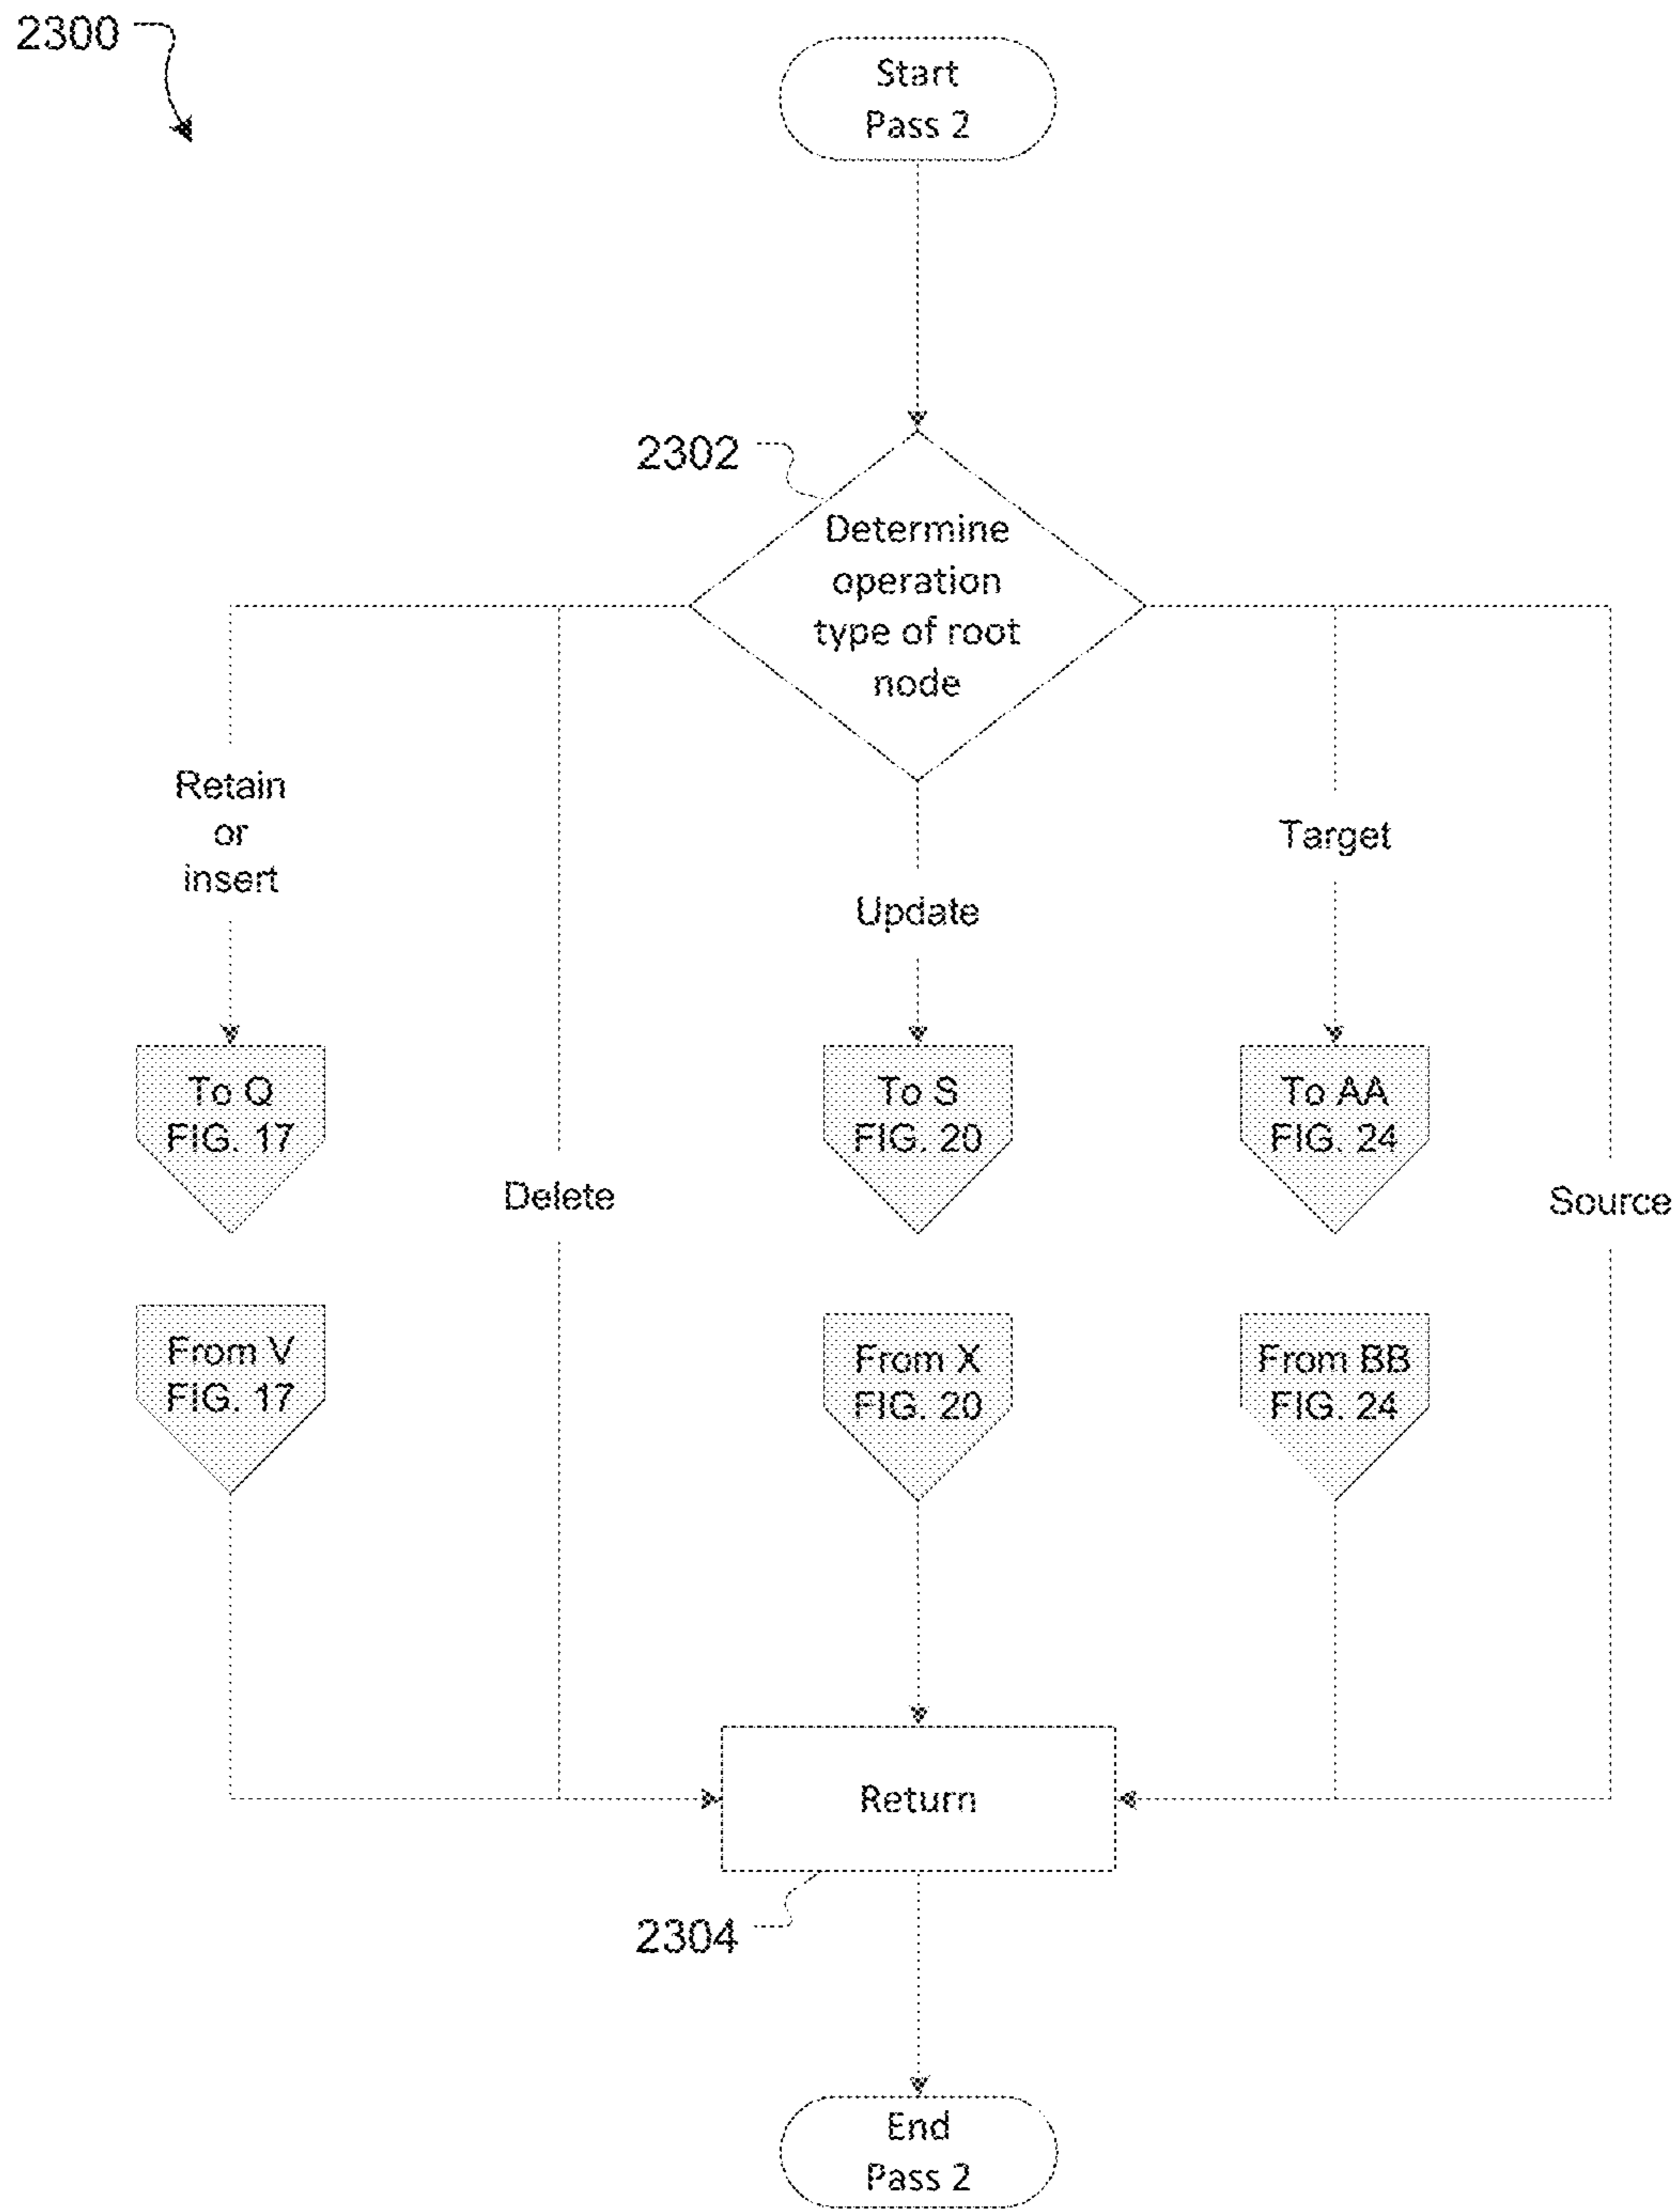 2300
Start
Pass 2
2302
Determine
operation
type of root
node
Retain
or
insert
Target
Update
To Q
FIG. 17
To S
FIG. 20
To AA
FIG. 24
Delete
Source
From V
FIG. 17
From X
FIG. 20
From BB
FIG. 24
Return
2304
End
Pass 2